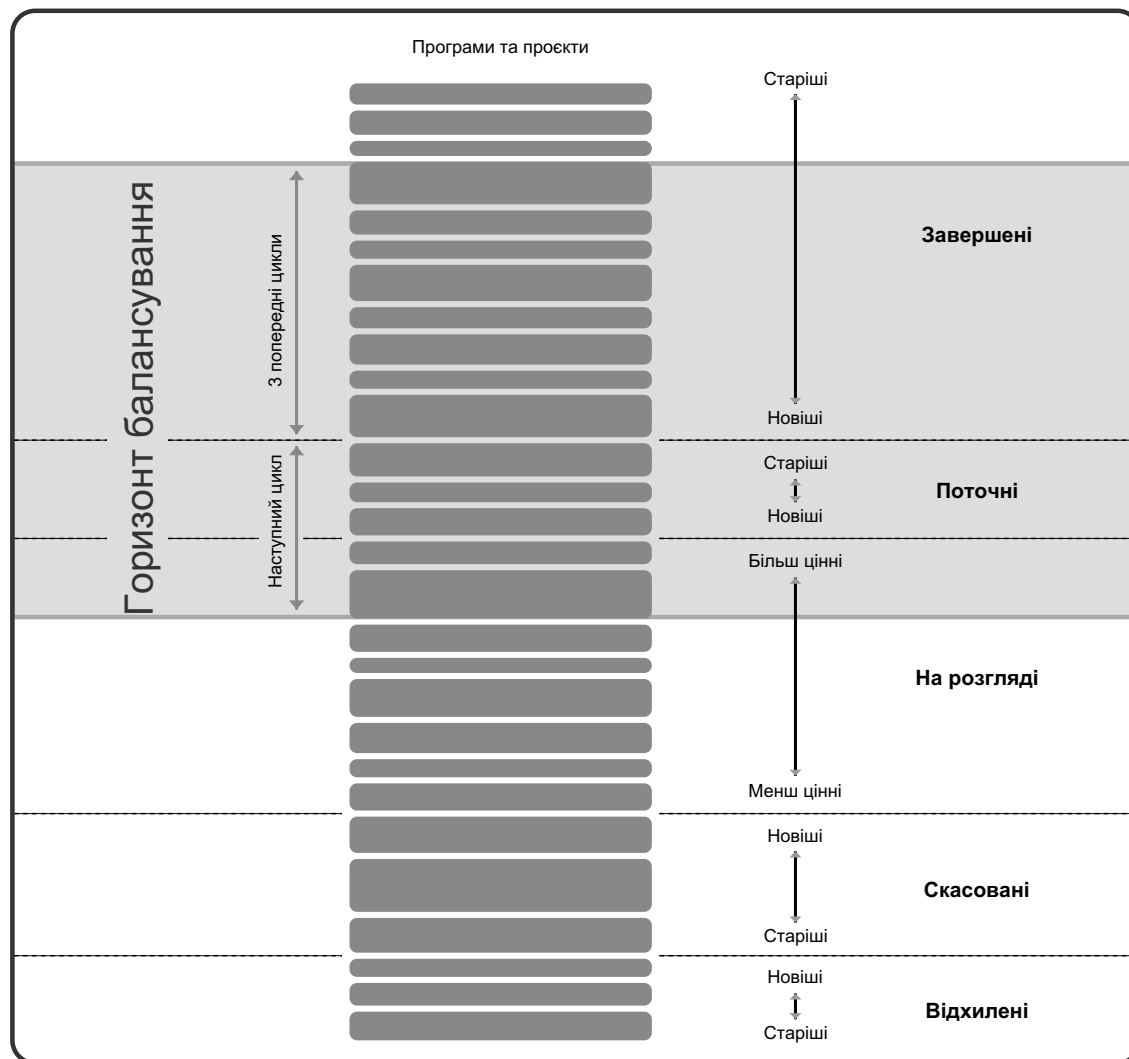 Програми та проєкти
Старіші
Горизонт балансування
3 попередні цикли
Завершені
Новіші
Наступний цикл
Старіші
Поточні
Новіші
Більш цінні
На розгляді
Менш цінні
Новіші
Скасовані
Старіші
Новіші
Відхилені
Старіші